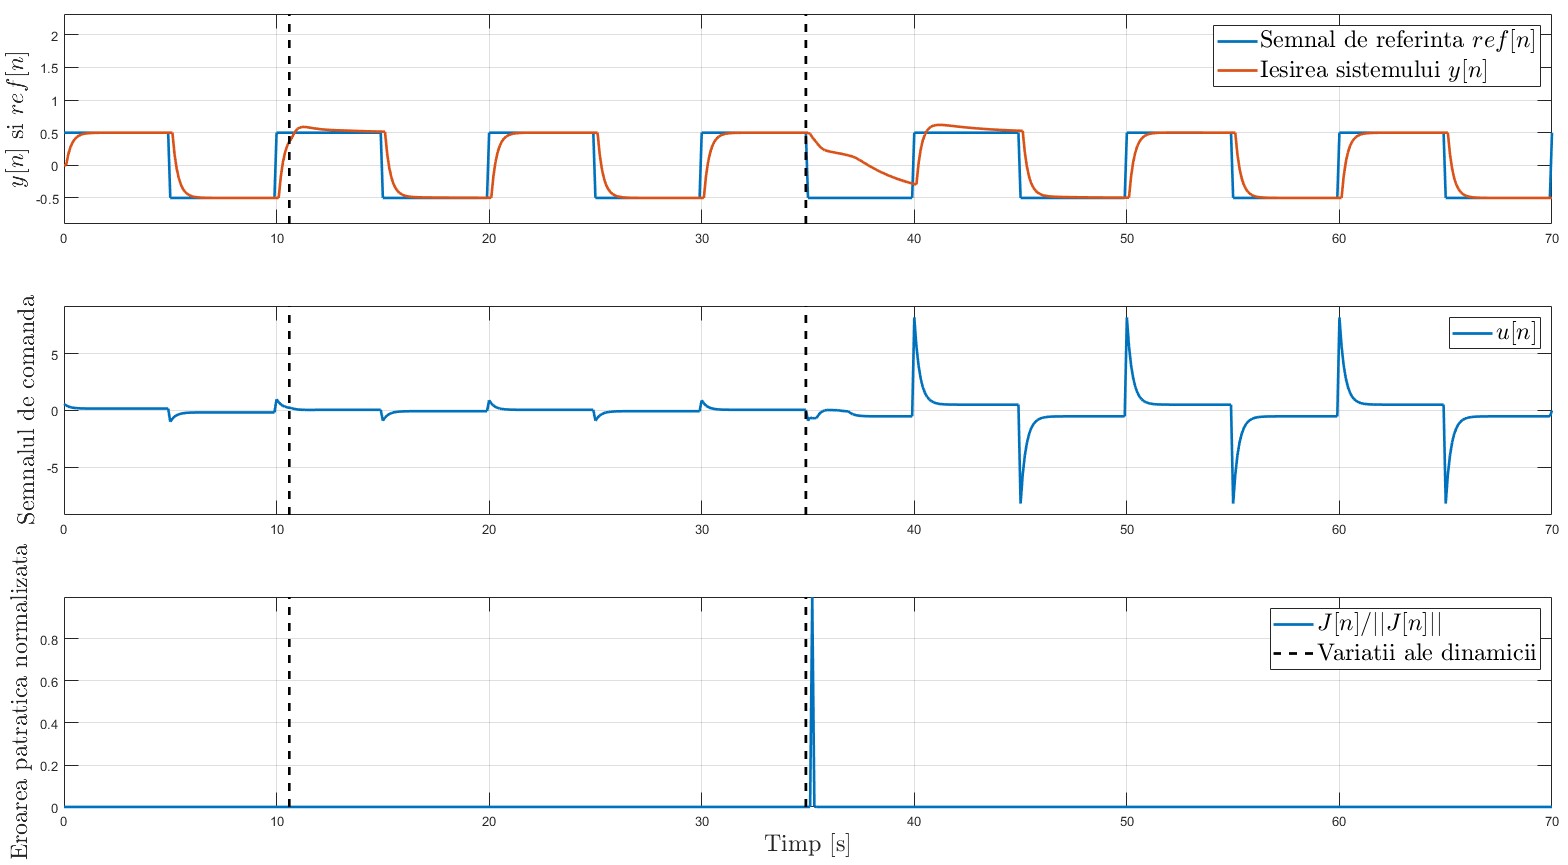 y[n] si ref[n]
2
1.5
1
0.5
0
-0.5
Semnal de referinta ref[n]
Iesirea sistemului y[n]
0 10 20 30 40 50 60 70
Semnalul de comanda
5
0
-5
u[n]
0 10 20 30 40 50 60 70
Eroarea patratica normalizata
0.8
0.6
0.4
0.2
0
J[n]/||J[n]||
Variatii ale dinamicii
0 10 20 30 40 50 60 70
Timp [s]